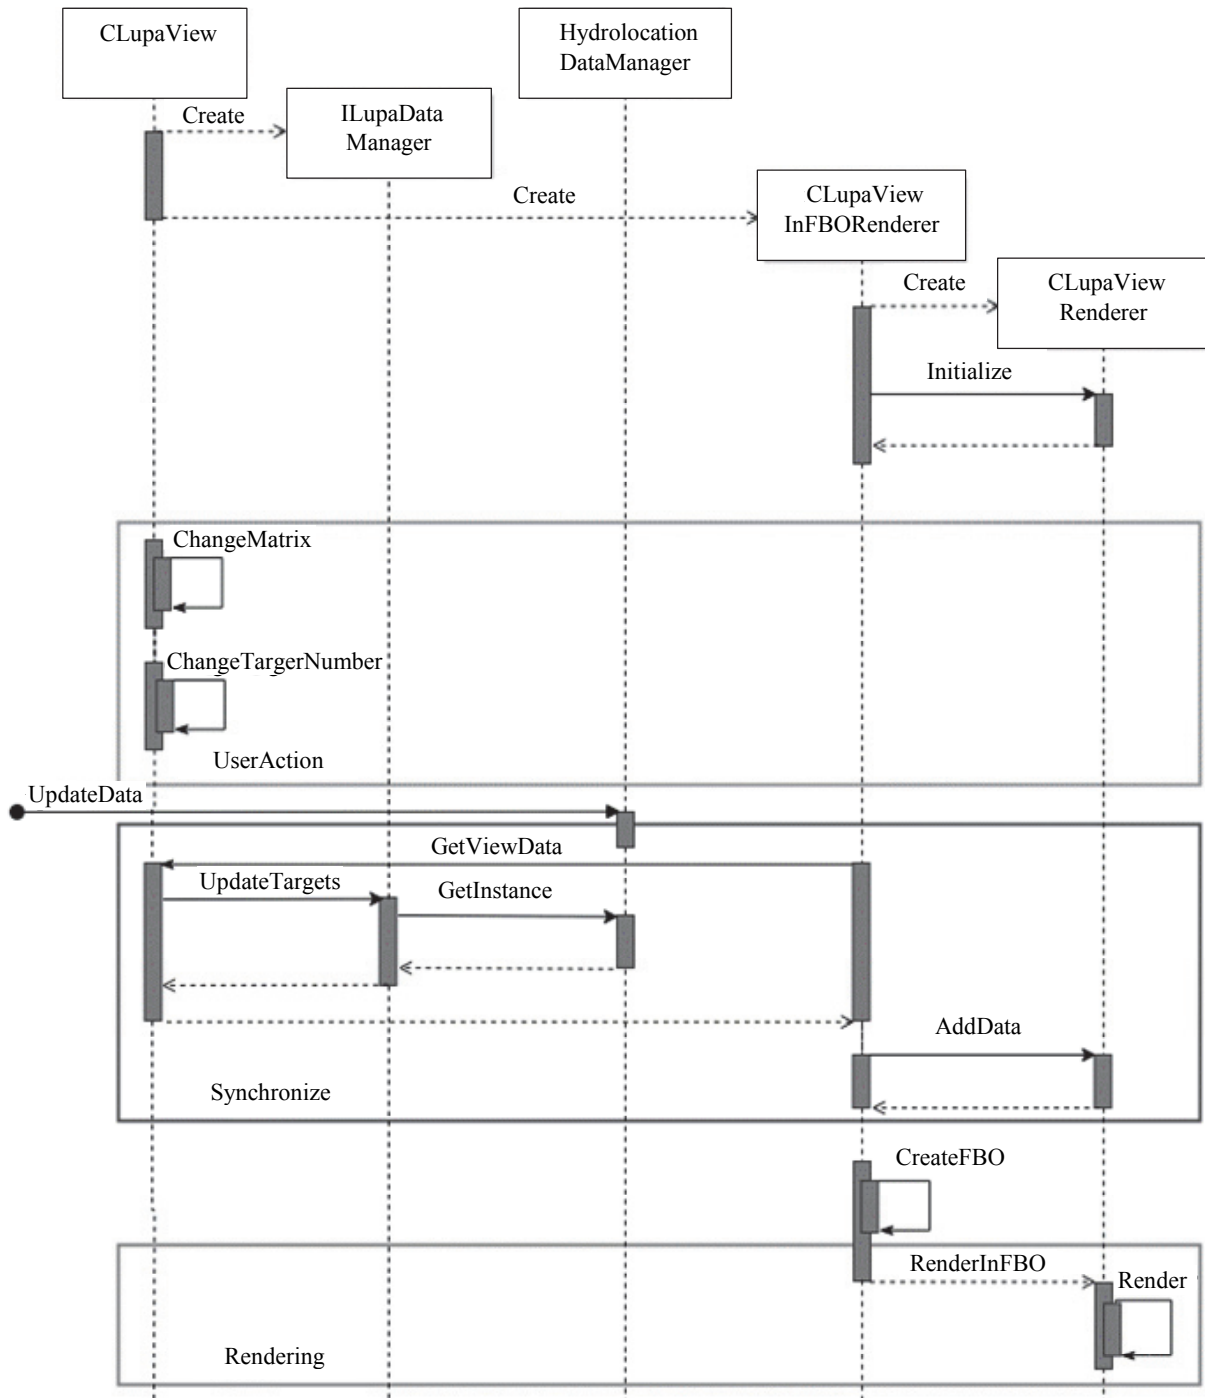 CLupaView
Hydrolocation
DataManager
Create
ILupaData
Manager
Create
CLupaView
InFBORenderer
Create
CLupaView
Renderer
Initialize
ChangeMatrix
ChangeTargerNumber
UserAction
UpdateData
GetViewData
UpdateTargets
GetInstance
AddData
Synchronize
CreateFBO
RenderInFBO
Render
Rendering